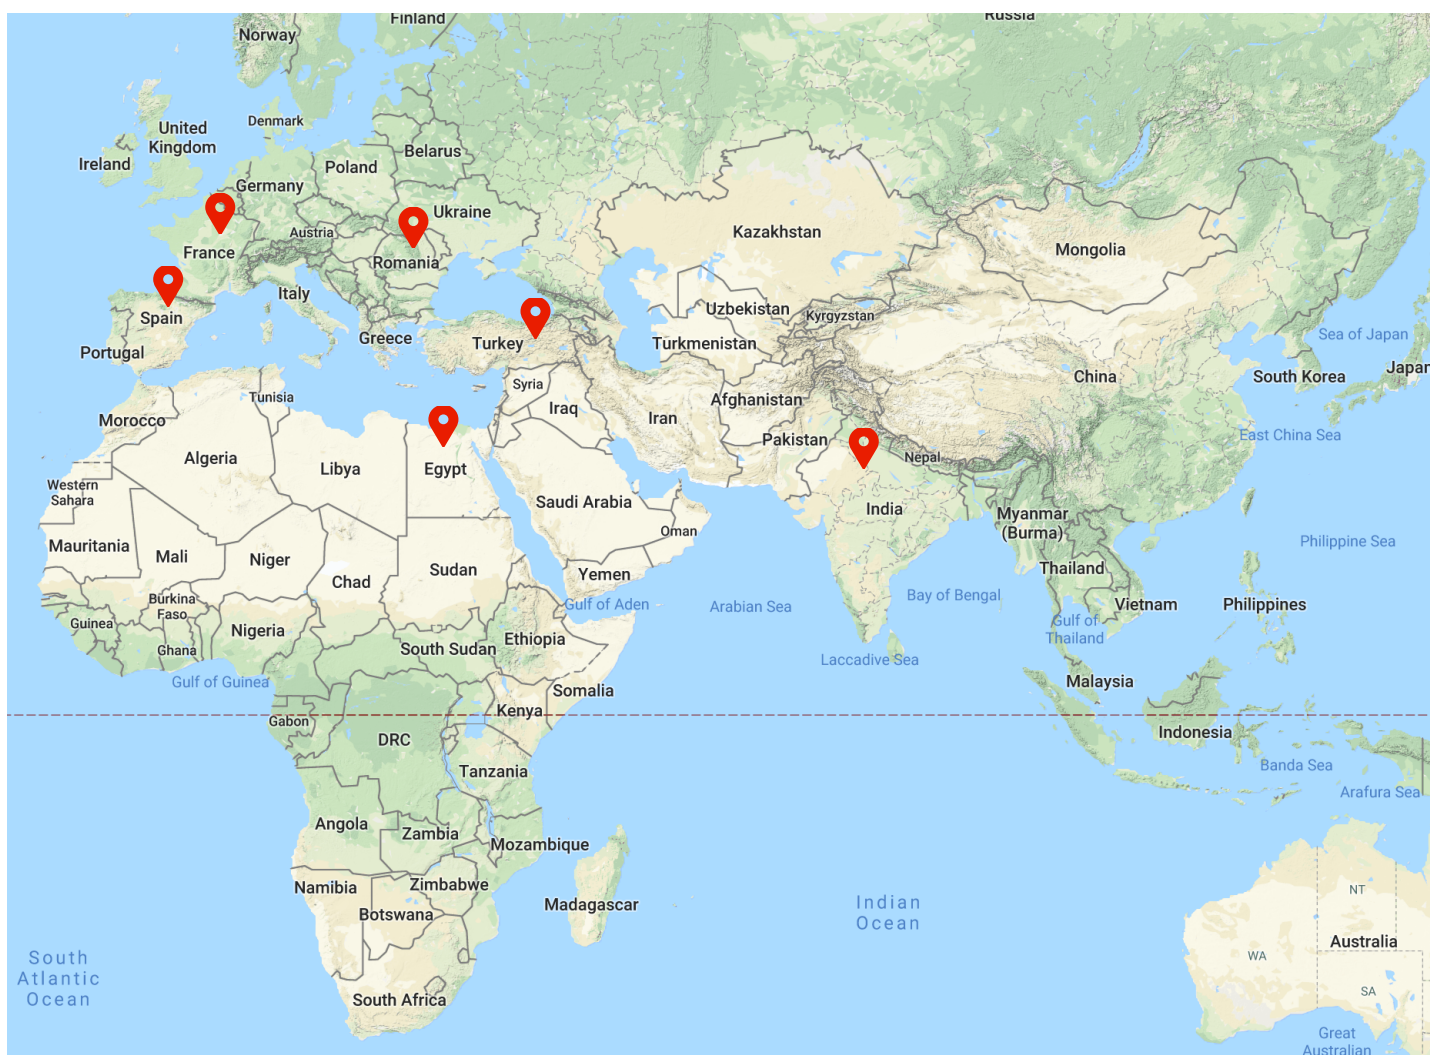 Finland
Russia
Norway
Denmark
United
Kingdom
Ireland
Belarus
Poland
Germany
Ukraine
Austria
France
Romania
Kazakhstan
Mongolia
Italy
Spain
Uzbekistan
Kyrgyzstan
Greece
Turkey
Turkmenistan
Sea of Japan
Portugal
Japan
China
South Korea
Syria
Tunisia
Afghanistan
Iraq
Iran
Morocco
East China Sea
Pakistan
Algeria
Libya
Egypt
Nepal
Western
Sahara
Saudi Arabia
India
Myanmar
(Burma)
Oman
Philippine Sea
Mauritania
Mali
Niger
Chad
Sudan
Yemen
Thailand
Burkina
Faso
Gulf of Aden
Arabian Sea
Bay of Bengal
Vietnam
Philippines
Guinea
Nigeria
Gulf of
Thailand
Ghana
South Sudan
Ethiopia
Laccadive Sea
Gulf of Guinea
Somalia
Malaysia
Gabon
Kenya
DRC
Indonesia
Tanzania
Banda Sea
Arafura Sea
Angola
Zambia
Mozambique
Namibia
Zimbabwe
NT
Botswana
Madagascar
Indian
Ocean
Australia
WA
South
Atlantic
Ocean
SA
South Africa
Great
Australian